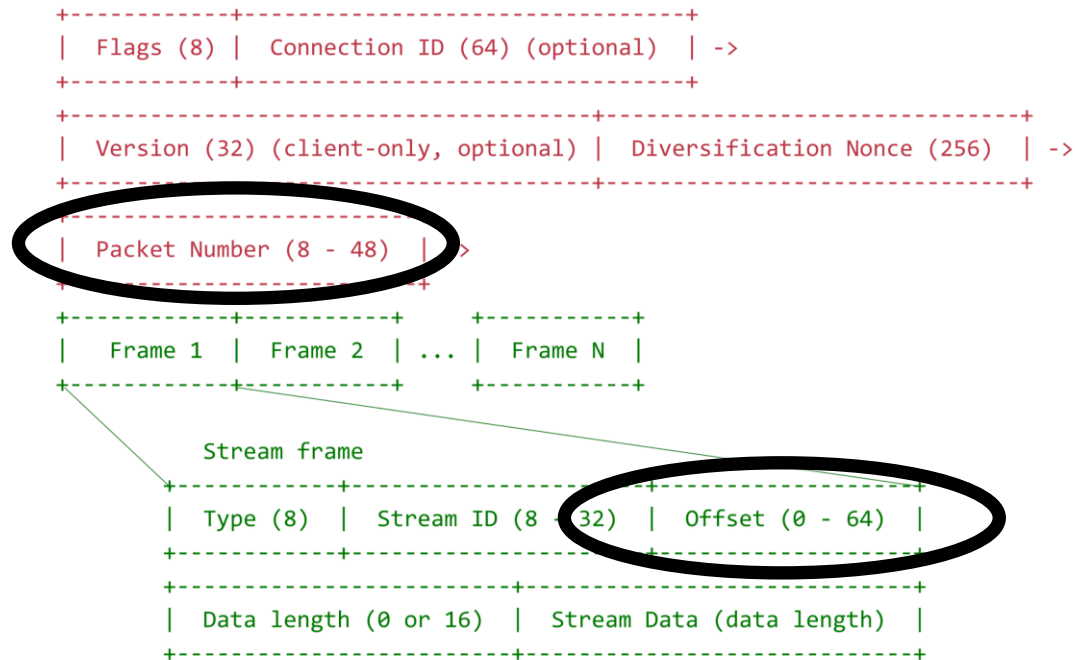 | Flags (8) | Connection ID (64) (optional) | ->
| Version (32) (client-only, optional) | Diversification Nonce (256) | ->
| Packet Number (8 - 48) | >
| Frame 1 | Frame 2 | ... | Frame N |
Stream frame
| Type (8) | Stream ID (8 - 32) | Offset (0 - 64) |
| Data length (0 or 16) | Stream Data (data length) |